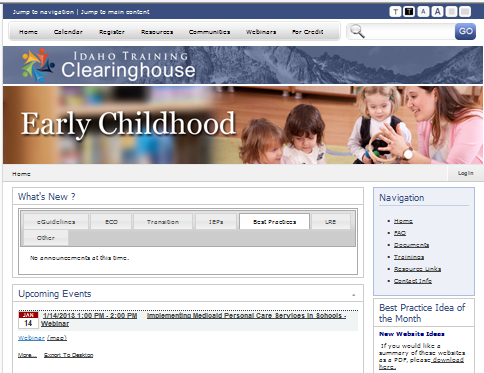 Jump to navigation | Jump to main content
T T A A
Home Calendar Register Resources Communities Webinars For Credit
GO
IDAHO TRAINING
Clearinghouse
Early Childhood
Home
Log In
What's New ?
eGuidelines ECO Transition IEPs Best Practices LRE
Other
No announcements at this time.
Navigation
Home
FAQ
Documents
Trainings
Resource Links
Contact Info
Upcoming Events
JAN
14
1/14/2013 1:00 PM - 2:00 PM Implementing Medicaid Personal Care Services in Schools -
Webinar
Webinar (map)
More... Export To Desktop
Best Practice Idea of
the Month
New Website Ideas
If you would like a
summary of these websites
as a PDF, please download
here.